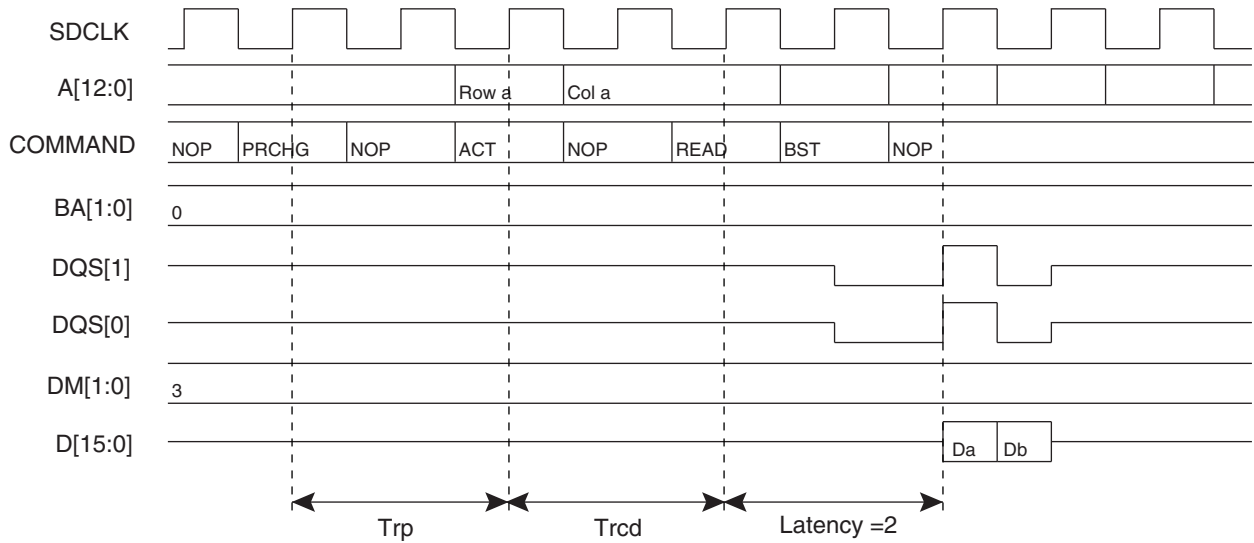 SDCLK
A[12:0] Row a Col a
COMMAND NOP PRCHG NOP ACT NOP READ BST NOP
BA[1:0] 0
DQS[1]
DQS[0]
DM[1:0] 3
D[15:0] Da Db
Trp Trcd Latency =2